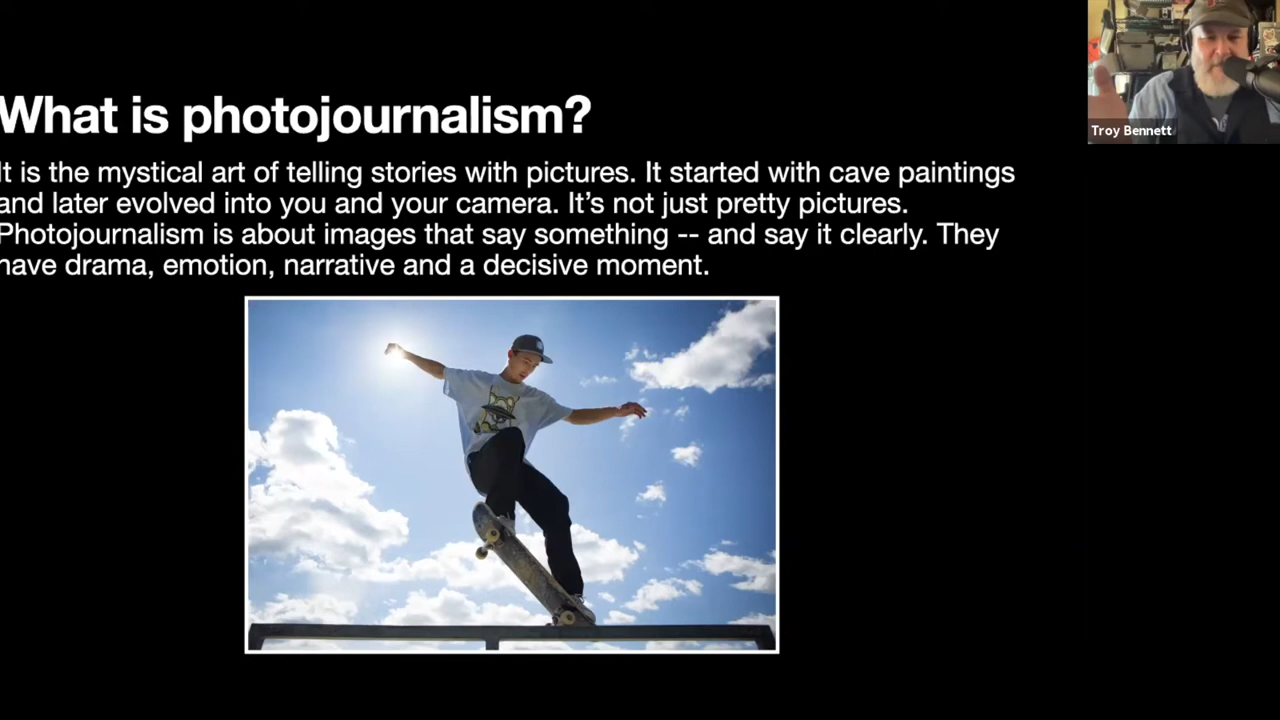 What is photojournalism?
It is the mystical art of telling stories with pictures. It started with cave paintings
and later evolved into you and your camera. It’s not just pretty pictures.
Photojournalism is about images that say something -- and say it clearly. They
have drama, emotion, narrative and a decisive moment.
Troy Bennett